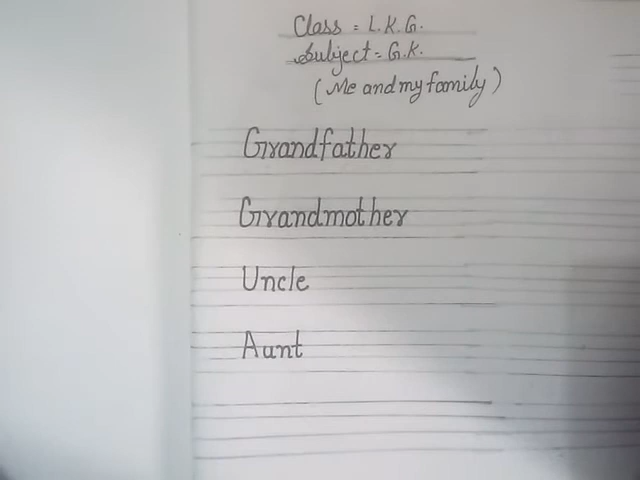 Class = L.K.G.
Subject = G.K.
(Me and my family)
Grandfather
Grandmother
Uncle
Aunt